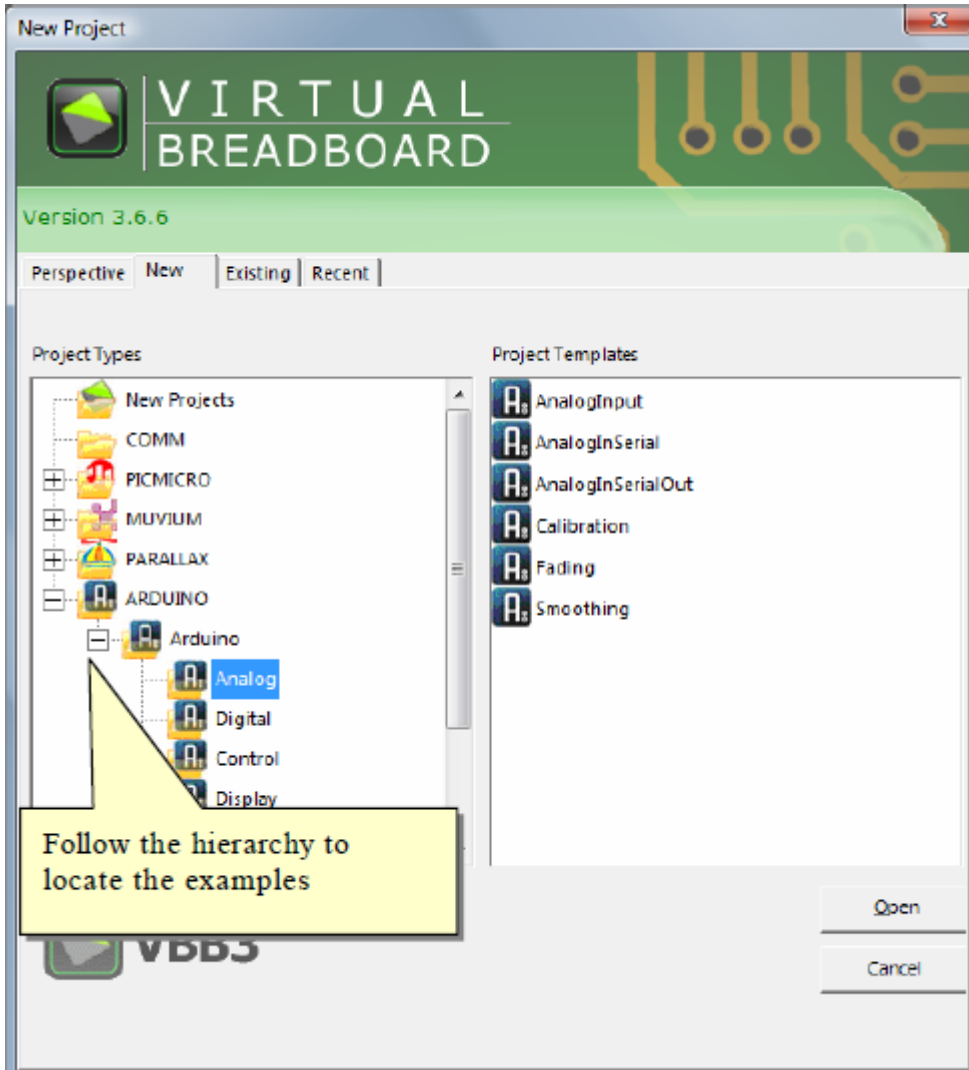 New Project
VIRTUAL
BREADBOARD
Version 3.6.6
Perspective New Existing Recent
Project Types
New Projects
COMM
PICMICRO
MUVIUM
PARALLAX
ARDUINO
Arduino
Analog
Digital
Control
Display
Project Templates
AnalogInput
AnalogInSerial
AnalogInSerialOut
Calibration
Fading
Smoothing
Follow the hierarchy to
locate the examples
VBB3
Open
Cancel